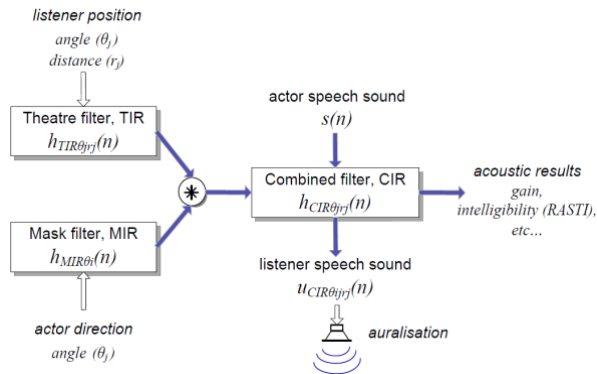 listener position
angle (θj)
distance (rj)
Theatre filter, TIR
hTIRθjrj(n)
*
Mask filter, MIR
hMIRθi(n)
actor direction
angle (θj)
actor speech sound
s(n)
Combined filter, CIR
hCIRθjrj(n)
listener speech sound
uCIRθijrj(n)
auralisation
acoustic results
gain,
intelligibility (RASTI),
etc…